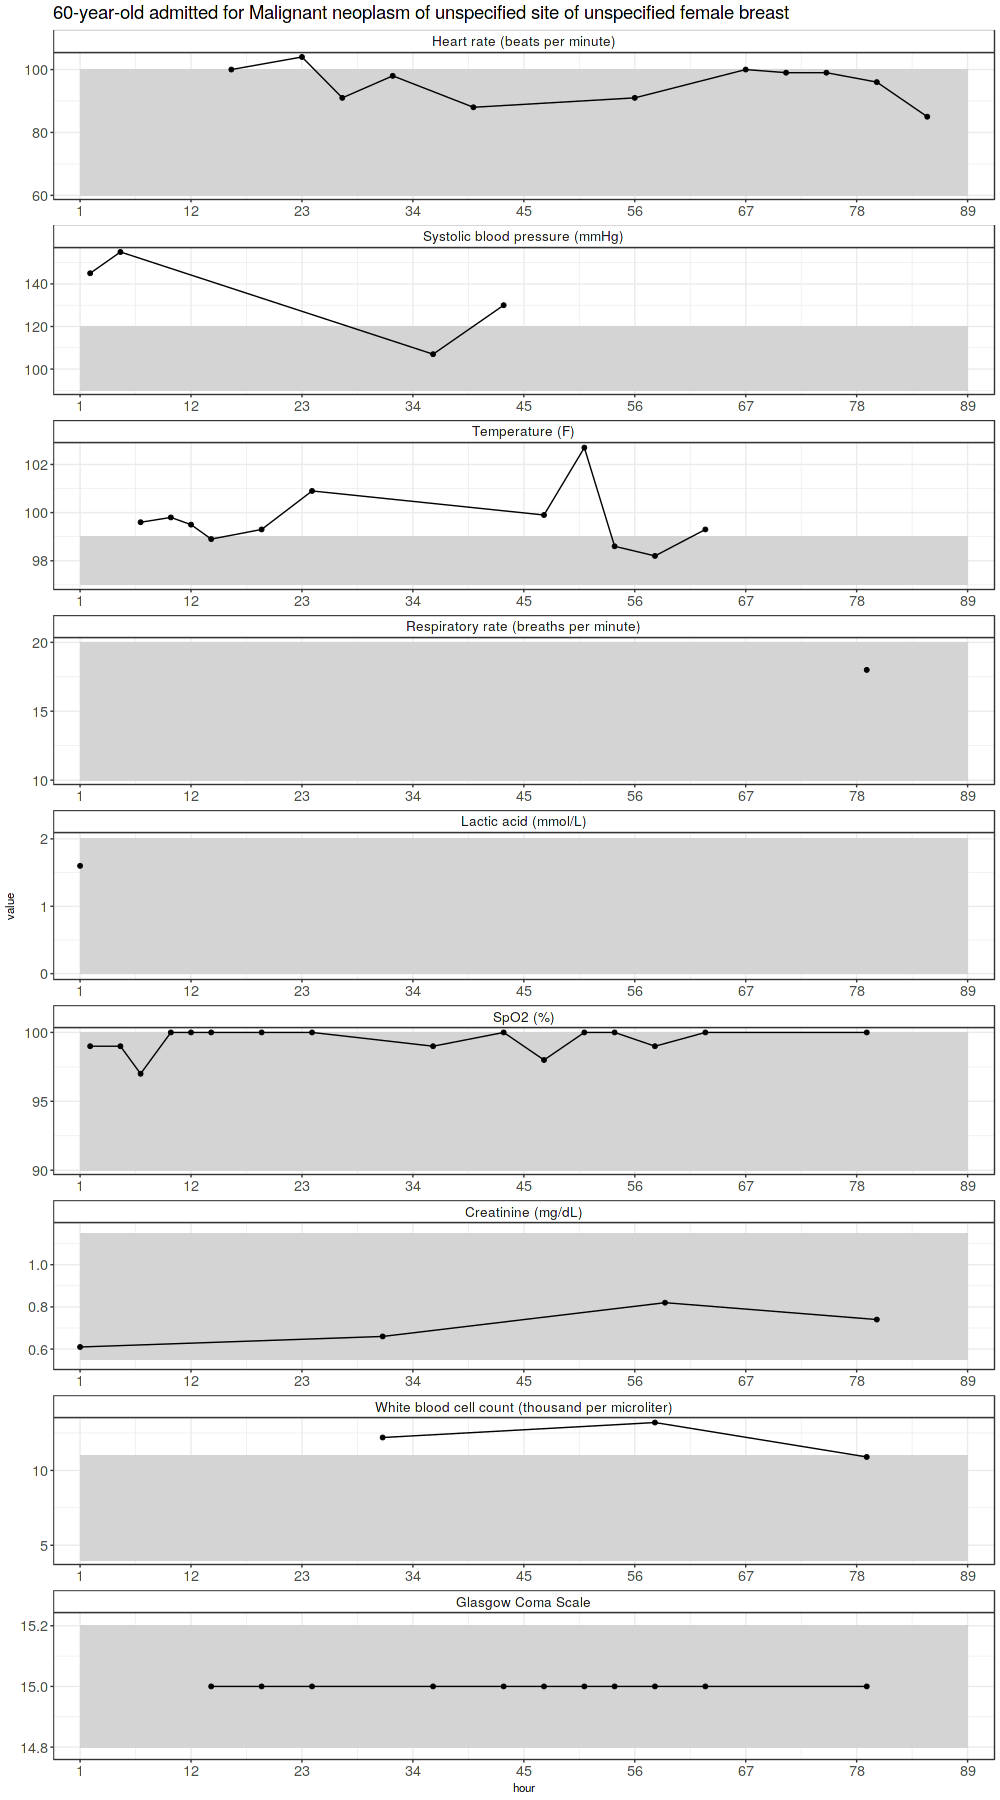 60-year-old admitted for Malignant neoplasm of unspecified site of unspecified female breast
Heart rate (beats per minute)
100
80
60
1 12 23 34 45 56 67 78 89
Systolic blood pressure (mmHg)
140
120
100
1 12 23 34 45 56 67 78 89
Temperature (F)
102
100
98
1 12 23 34 45 56 67 78 89
Respiratory rate (breaths per minute)
20
15
10
1 12 23 34 45 56 67 78 89
Lactic acid (mmol/L)
2
1
0
1 12 23 34 45 56 67 78 89
value
SpO2 (%)
100
95
90
1 12 23 34 45 56 67 78 89
Creatinine (mg/dL)
1.0
0.8
0.6
1 12 23 34 45 56 67 78 89
White blood cell count (thousand per microliter)
10
5
1 12 23 34 45 56 67 78 89
Glasgow Coma Scale
15.2
15.0
14.8
1 12 23 34 45 56 67 78 89
hour